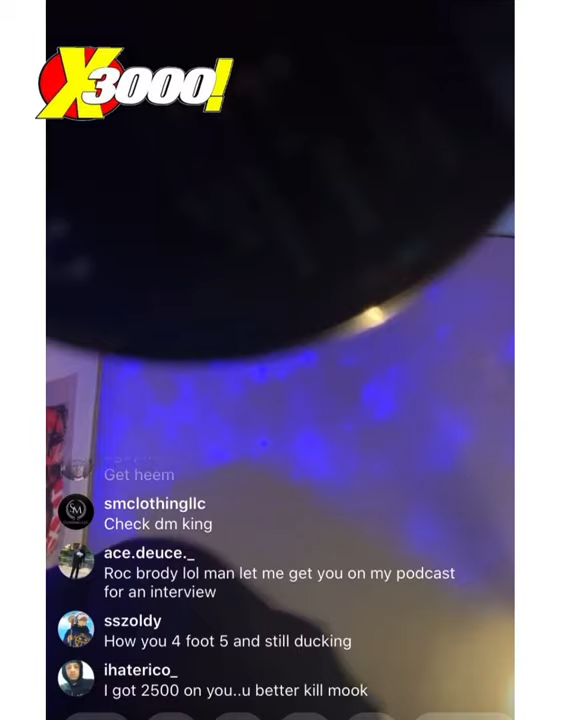 X3000!
Get heem
smclothingllc
Check dm king
ace.deuce._
Roc brody lol man let me get you on my podcast
for an interview
sszoldy
How you 4 foot 5 and still ducking
ihaterico_
I got 2500 on you..u better kill mook